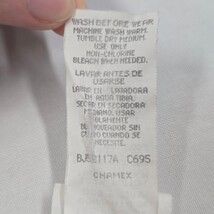 WASH BEFORE WEAR
MACHINE WASH WARM.
TUMBLE DRY MEDIUM.
USE ONLY
NON-CHLORINE
BLEACH WHEN NEEDED.
LAVAR ANTES DE
USARSE
LAVAR EN LAVADORA
EN AGUA TIBIA.
SECAR EN SECADORA
MEDIANO. USAR
SOLAMENTE
BLANQUEADOR SIN
CLORO CUANDO SE
NECESITE.
C695
CHAMEX